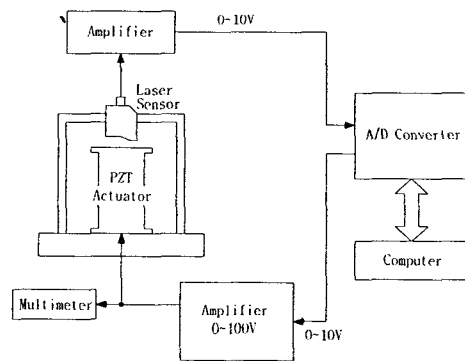 Amplifier
0~10V
Laser
Sensor
A/D Converter
PZT
Actuator
Computer
Multimeter
Amplifier
0~100V
0~10V